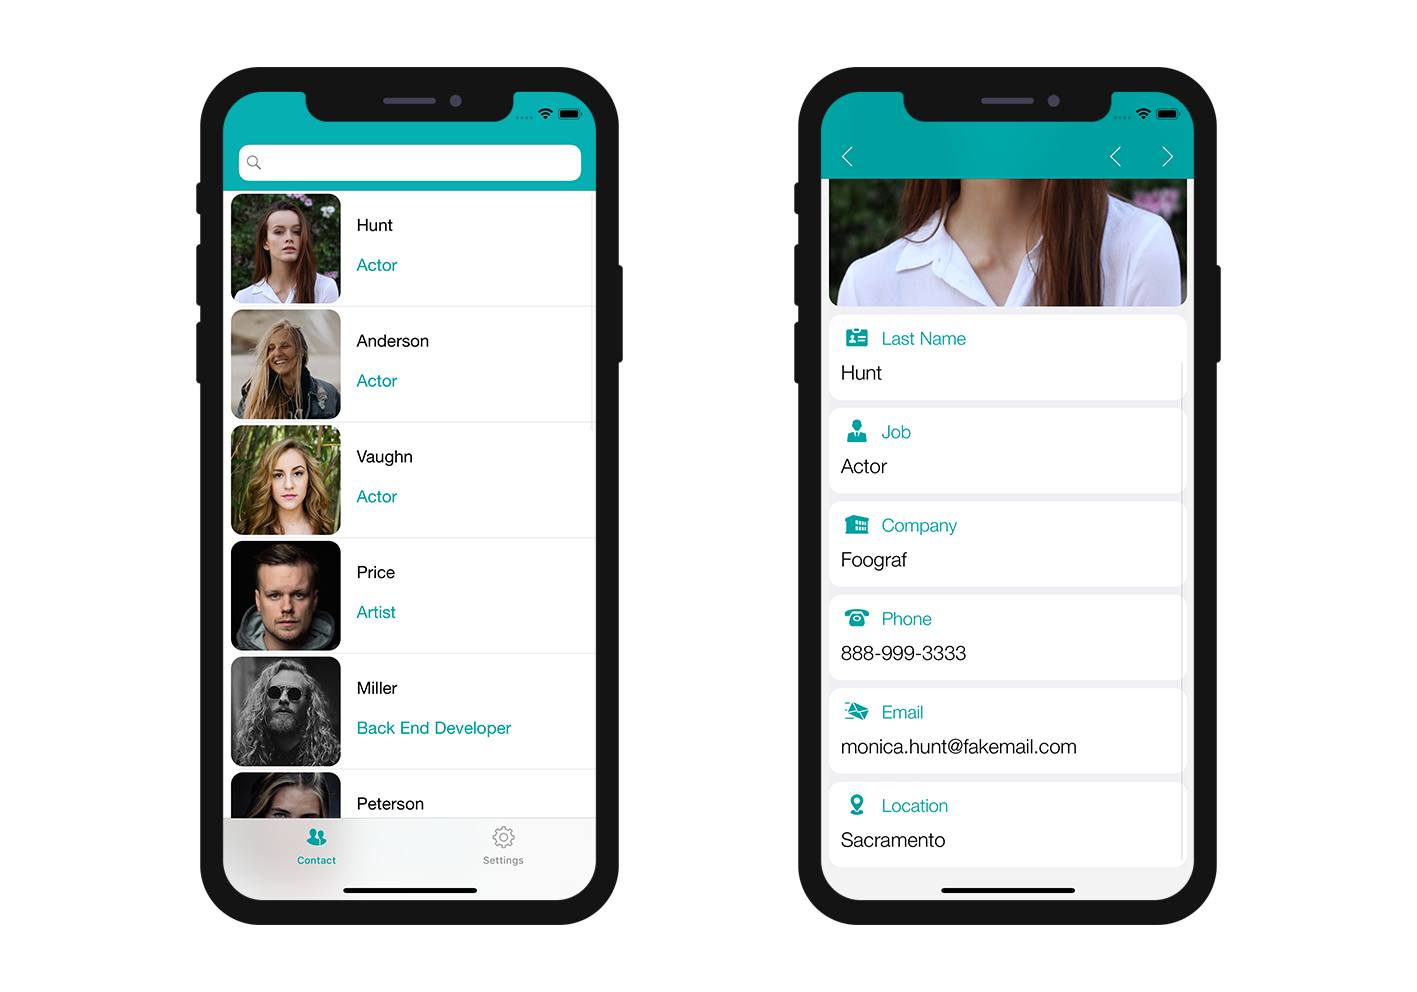 Hunt
Actor
Anderson
Actor
Vaughn
Actor
Price
Artist
Miller
Back End Developer
Peterson
Contact
Settings
Last Name
Hunt
Job
Actor
Company
Foograf
Phone
888-999-3333
Email
monica.hunt@fakemail.com
Location
Sacramento